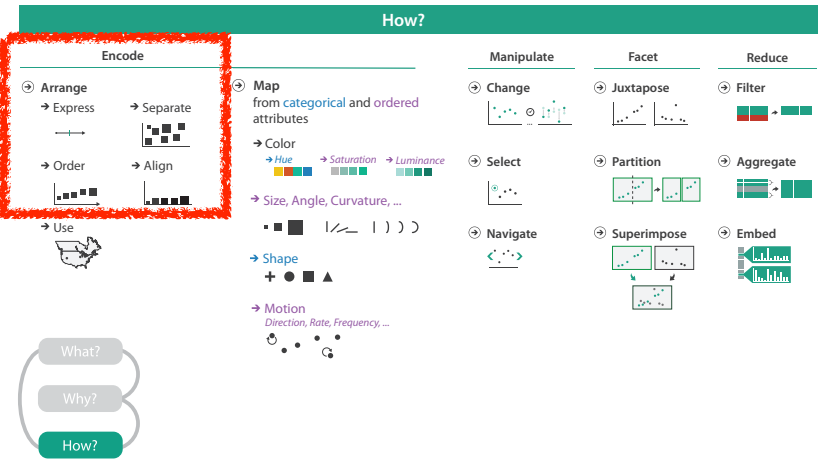 How?
Encode
Arrange
Express
Separate
Order
Align
Use
Map
from categorical and ordered
attributes
Color
Hue
Saturation
Luminance
Size, Angle, Curvature, ...
Shape
Motion
Direction, Rate, Frequency, ...
Manipulate
Change
...
Select
Navigate
Facet
Juxtapose
Partition
Superimpose
Reduce
Filter
Aggregate
Embed
What?
Why?
How?